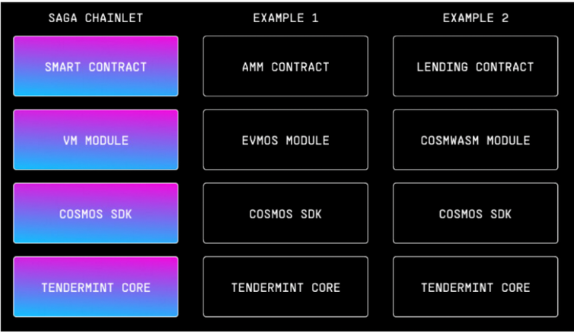 SAGA CHAINLET EXAMPLE 1 EXAMPLE 2
SMART CONTRACT AMM CONTRACT LENDING CONTRACT
VM MODULE EVMOS MODULE COSMWASM MODULE
COSMOS SDK COSMOS SDK COSMOS SDK
TENDERMINT CORE TENDERMINT CORE TENDERMINT CORE